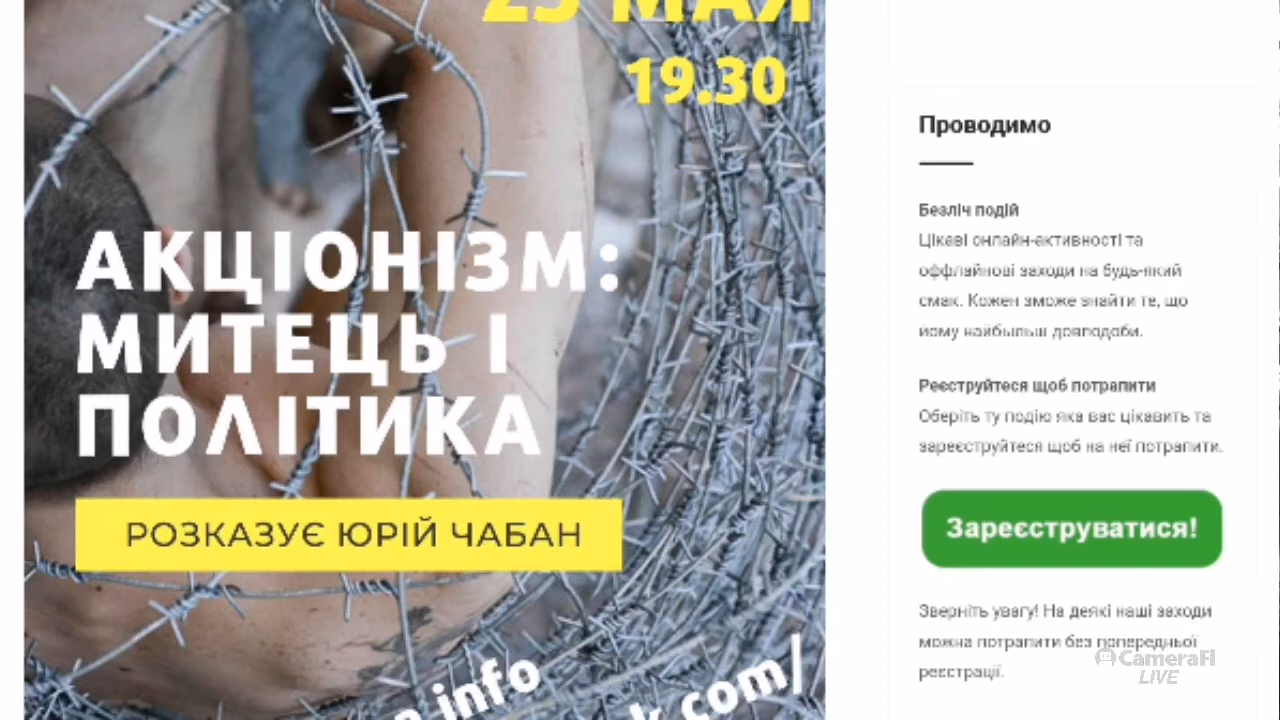 МАЯ
19.30
АКЦІОНІЗМ:
МИТЕЦЬ І
ПОЛІТИКА
РОЗКАЗУЄ ЮРІЙ ЧАБАН
.info
k.com/
Проводимо
Безліч подій
Цікаві онлайн-активності та
оффлайнові заходи на будь-який
смак. Кожен зможе знайти те, що
йому найбыльш довподоби.
Реєструйтеся щоб потрапити
Оберіть ту подію яка вас цікавить та
зареєструйтеся щоб на неї потрапити.
Зареєструватися!
Зверніть увагу! На деякі наші заходи
можна потрапити без попередньої
реєстрації.
CameraFi
LIVE